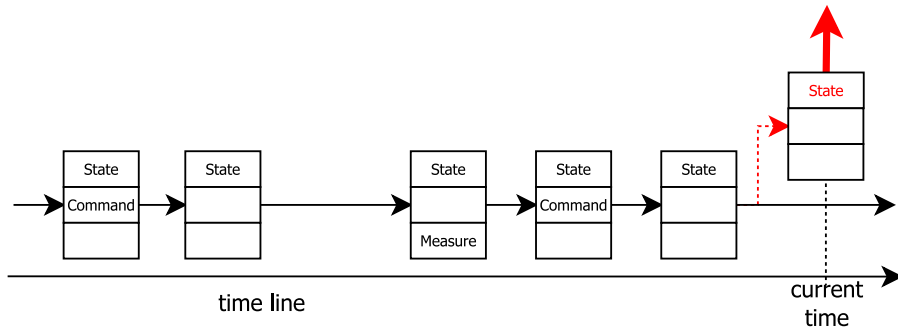 State
State
State
State
State
State
Command
Command
Measure
time line
current
time